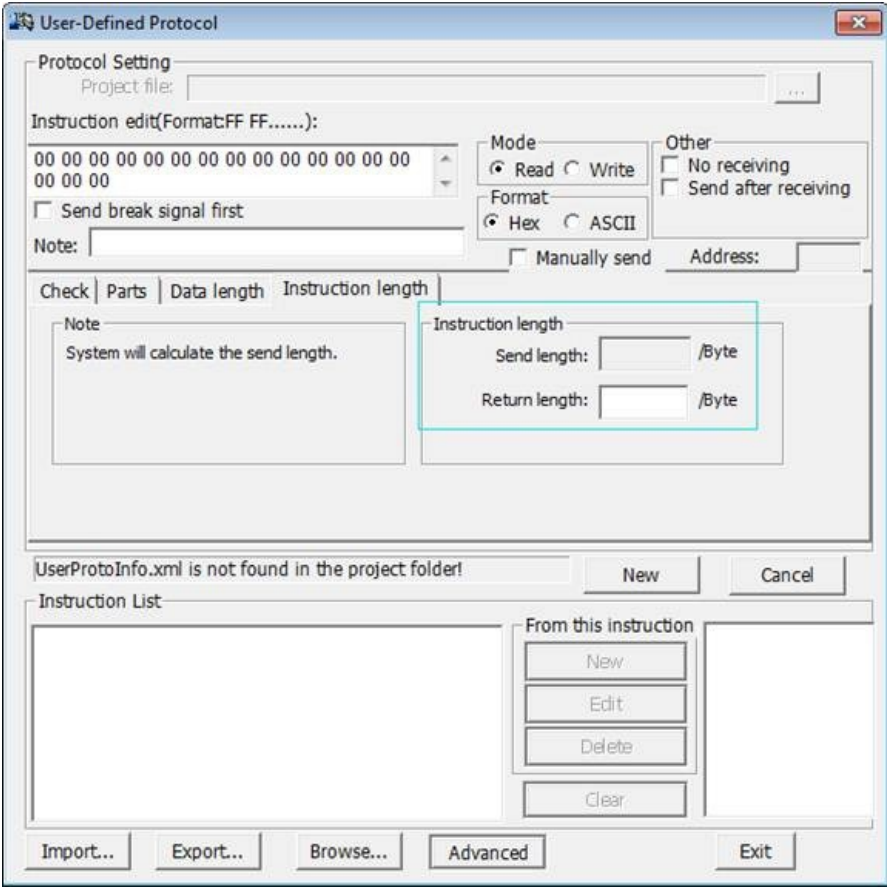 User-Defined Protocol
Protocol Setting
Project file:
...
Instruction edit(Format:FF FF......):
00 00 00 00 00 00 00 00 00 00 00 00 00 00
00 00 00
Send break signal first
Note:
Mode
Read Write
Format
Hex ASCII
Other
No receiving
Send after receiving
Manually send
Address:
Check Parts Data length Instruction length
Note
System will calculate the send length.
Instruction length
Send length: /Byte
Return length: /Byte
UserProtoInfo.xml is not found in the project folder!
New
Cancel
Instruction List
From this instruction
New
Edit
Delete
Clear
Import... Export... Browse... Advanced Exit